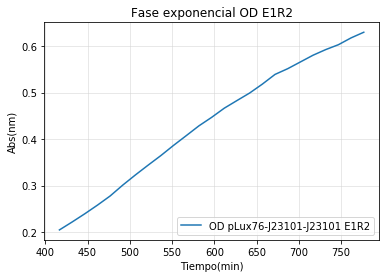 Fase exponencial OD E1R2
Abs(nm)
0.6
0.5
0.4
0.3
0.2
OD pLux76-J23101-J23101 E1R2
400 450 500 550 600 650 700 750
Tiempo(min)